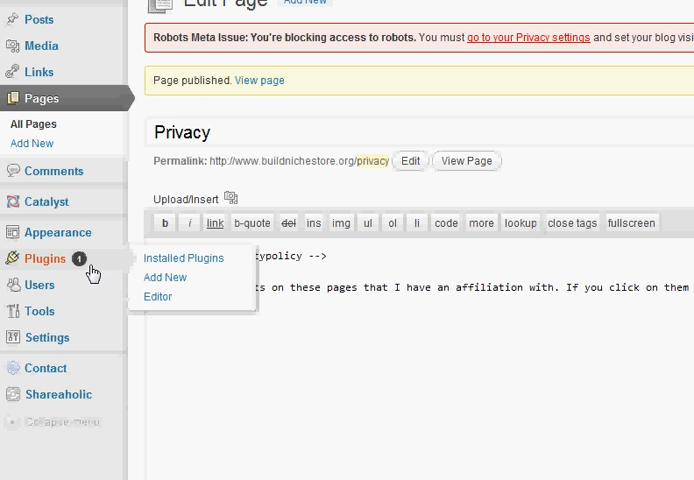 Posts
Media
Links
Pages
All Pages
Add New
Comments
Catalyst
Appearance
Plugins 1
Users
Tools
Settings
Contact
Shareaholic
Collapse menu
Edit Page Add New
Robots Meta Issue: You're blocking access to robots. You must go to your Privacy settings and set your blog visi
Page published. View page
Privacy
Permalink: http://www.buildnichestore.org/privacy Edit View Page
Upload/Insert
b i link b-quote del ins img ul ol li code more lookup close tags fullscreen
Installed Plugins
Add New
Editor
ypolicy -->
ts on these pages that I have an affiliation with. If you click on them